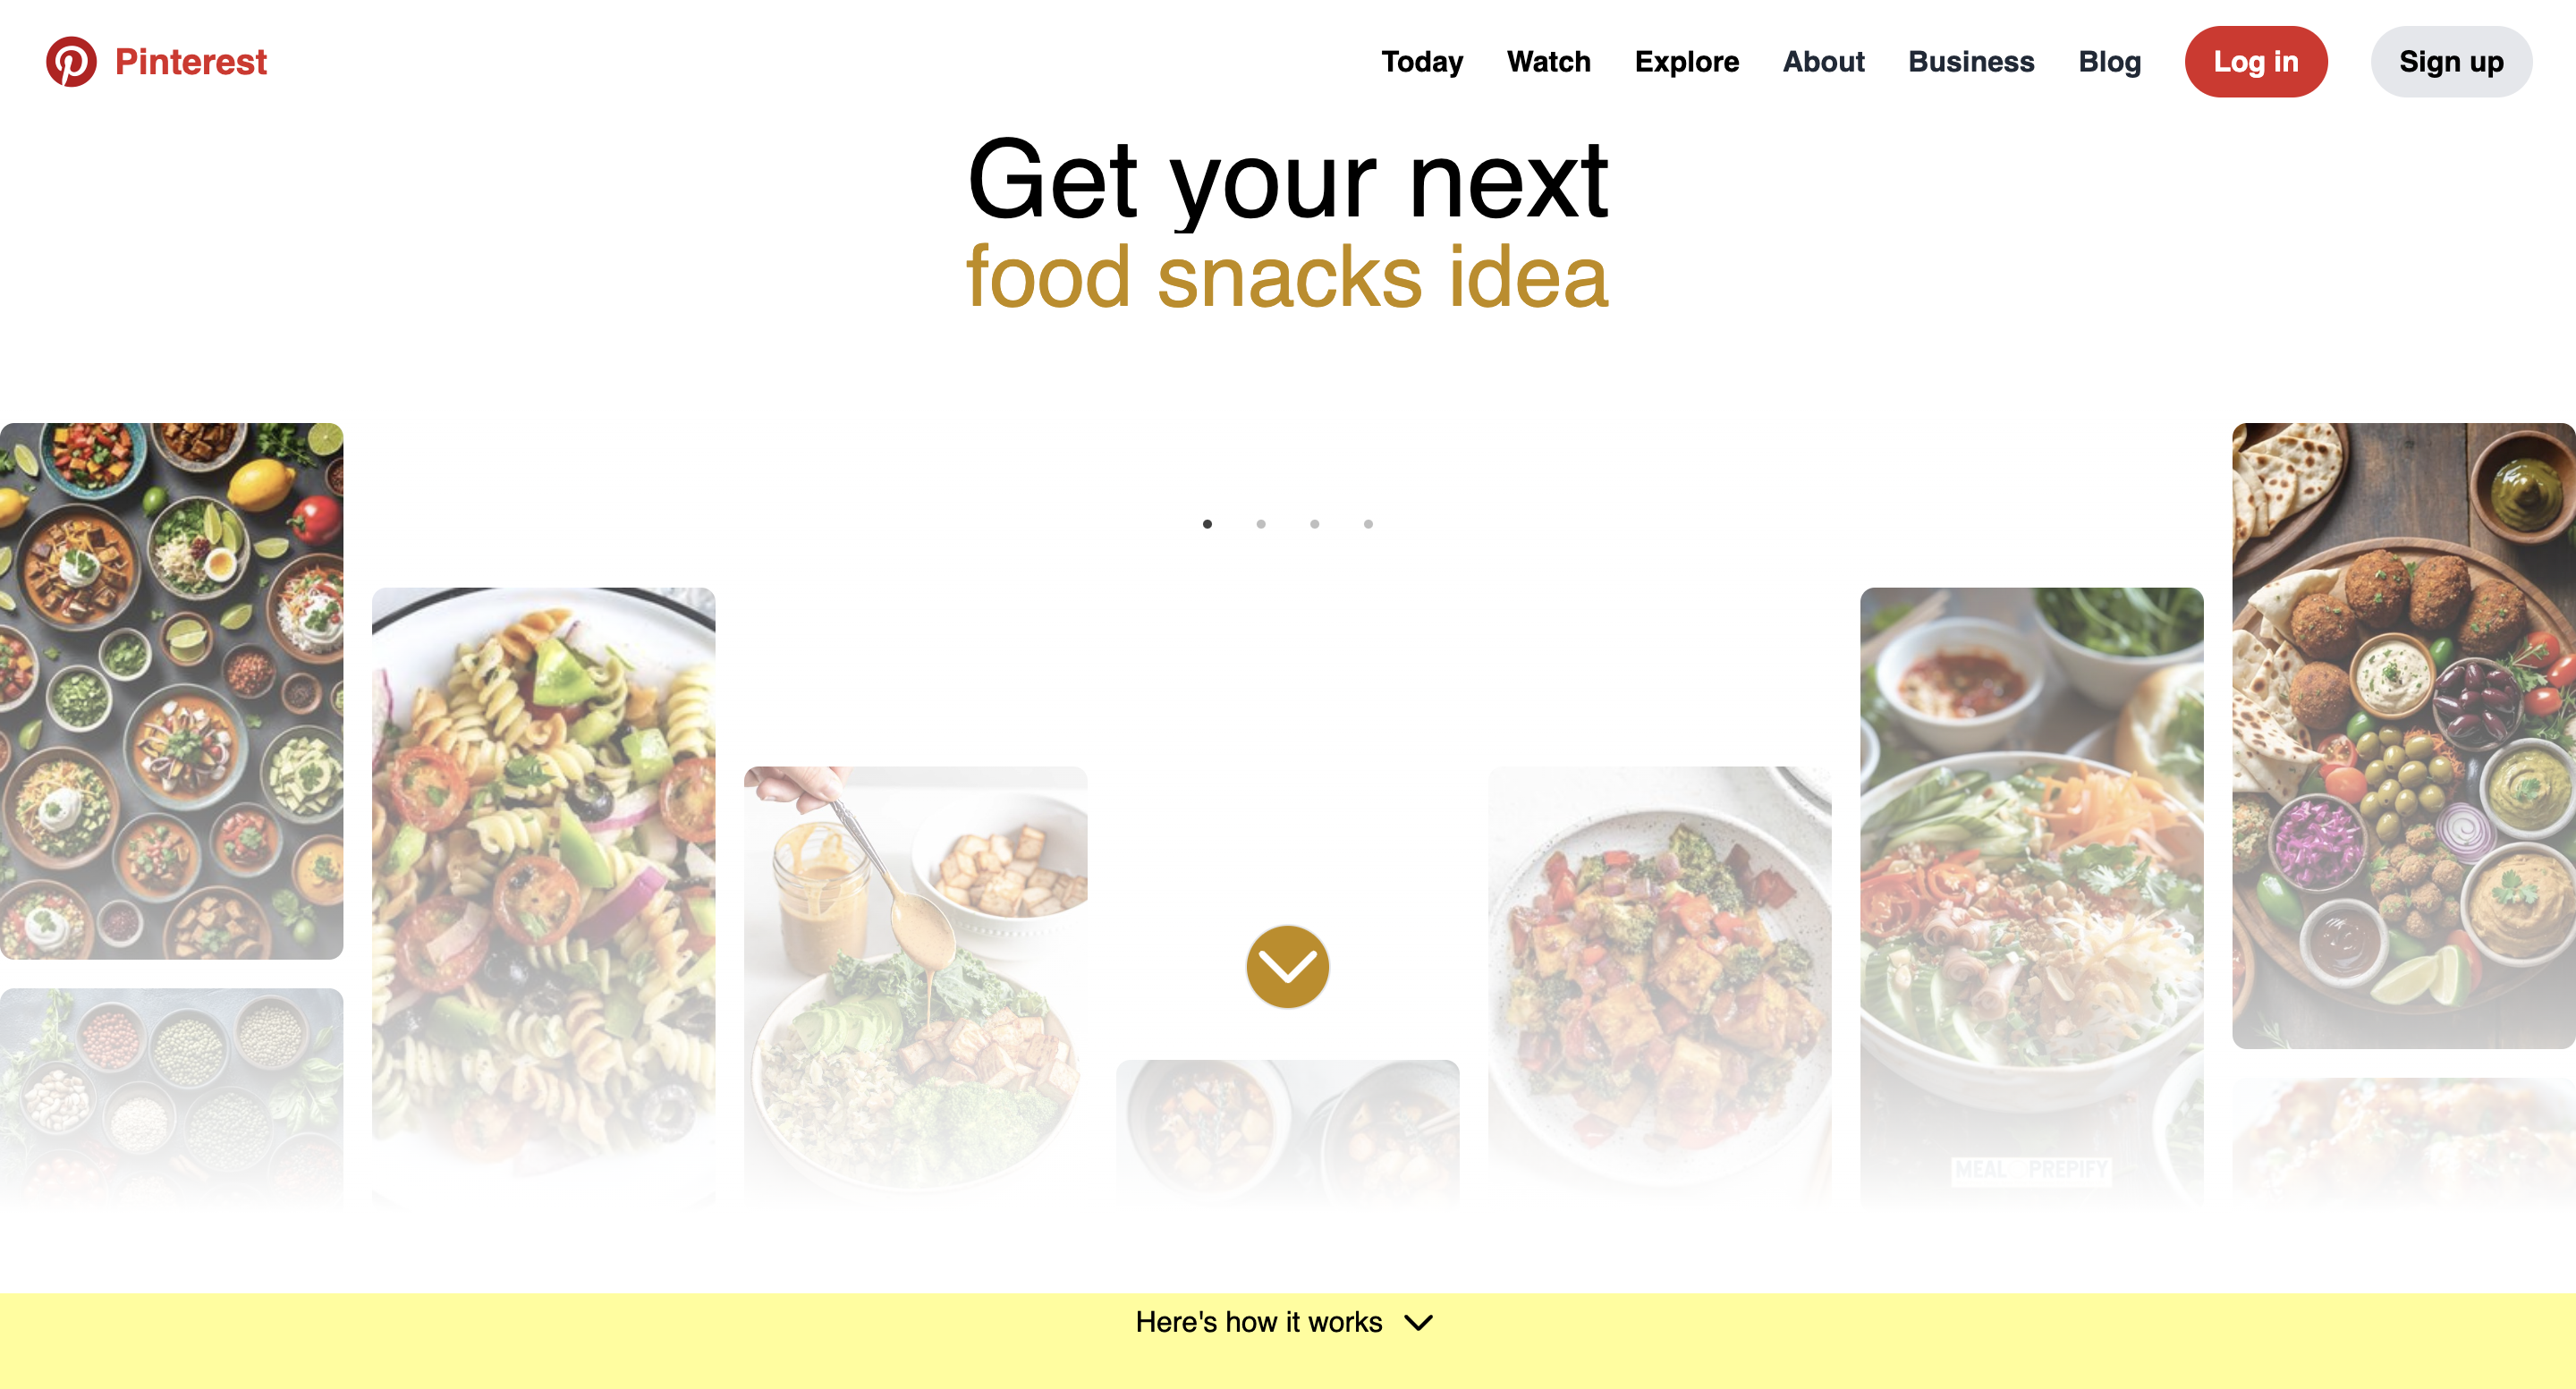 Pinterest
Today Watch Explore About Business Blog Log in Sign up
Get your next
food snacks idea
MEAL PREPIFY
Here's how it works